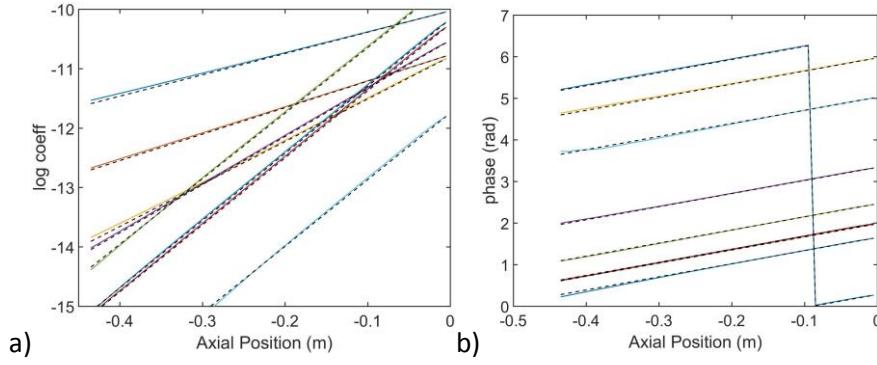 -10
-11
-12
-13
-14
-15
log coeff
-0.4 -0.3 -0.2 -0.1 0
Axial Position (m)
a)
7
6
5
4
3
2
1
0
phase (rad)
-0.5 -0.4 -0.3 -0.2 -0.1 0
Axial Position (m)
b)